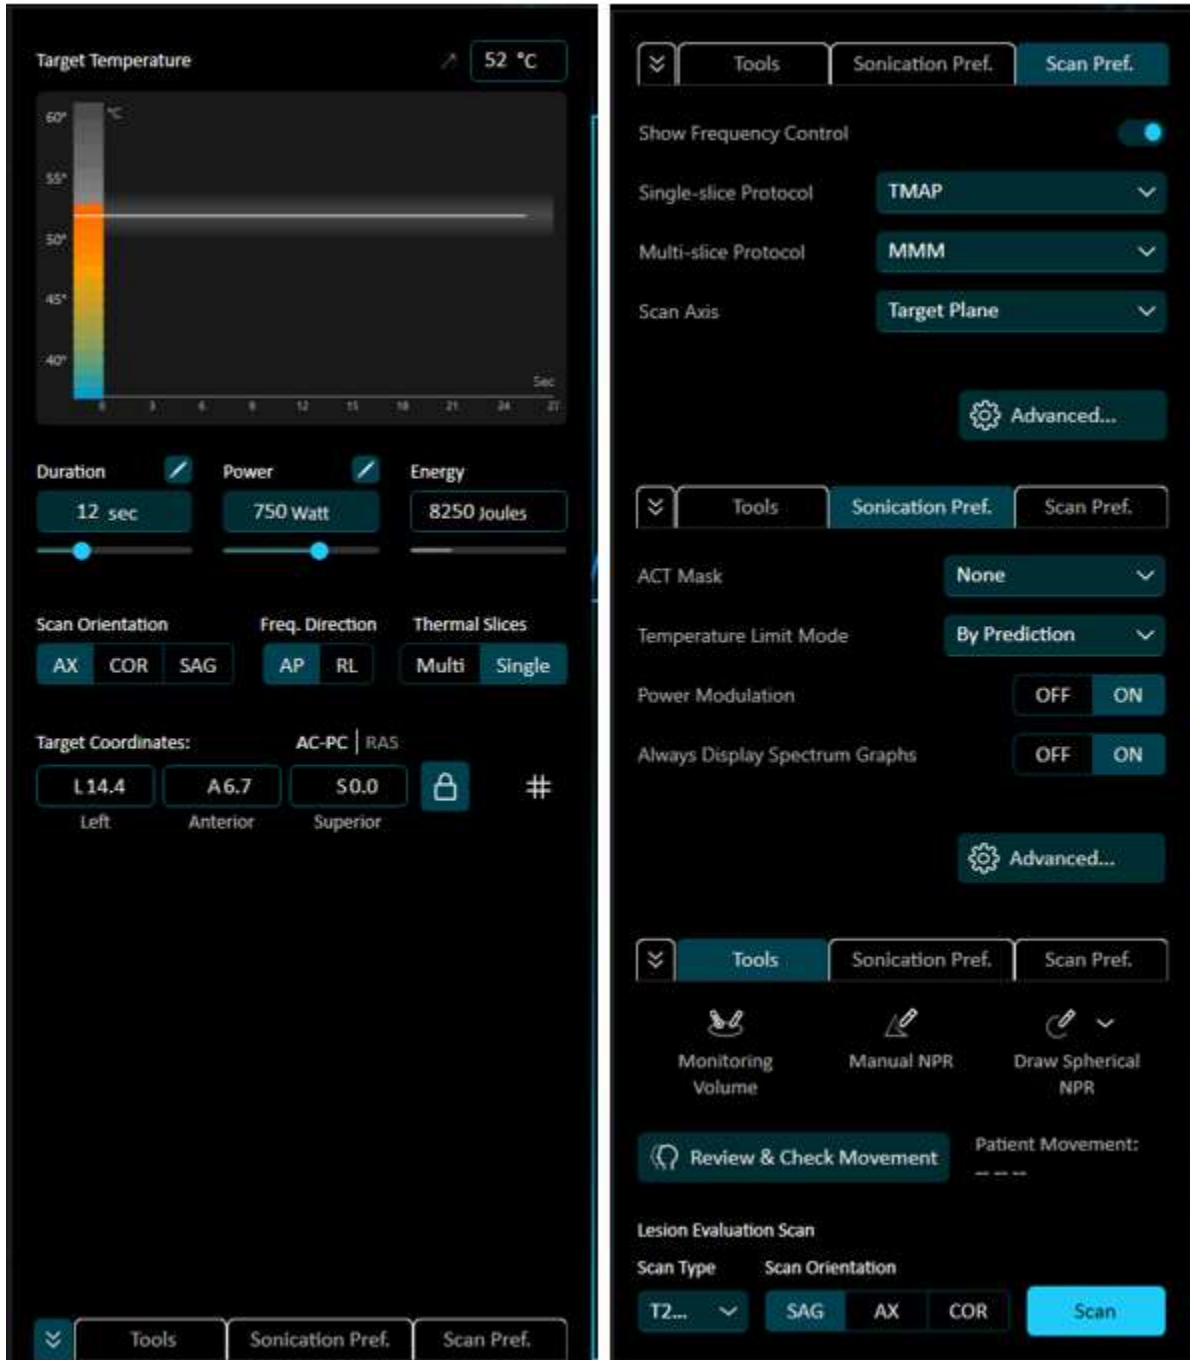 Target Temperature
52 °C
°C
60°
55°
50°
45°
40°
Sec
0 3 6 9 12 15 18 21 24 27
Duration Power Energy
12 sec 750 Watt 8250 Joules
Scan Orientation Freq. Direction Thermal Slices
AX COR SAG AP RL Multi Single
Target Coordinates: AC-PC | RAS
L 14.4 A 6.7 S 0.0 #
Left Anterior Superior
Tools Sonication Pref. Scan Pref.
Tools Sonication Pref. Scan Pref.
Show Frequency Control
Single-slice Protocol TMAP
Multi-slice Protocol MMM
Scan Axis Target Plane
Advanced...
Tools Sonication Pref. Scan Pref.
ACT Mask None
Temperature Limit Mode By Prediction
Power Modulation OFF ON
Always Display Spectrum Graphs OFF ON
Advanced...
Tools Sonication Pref. Scan Pref.
Monitoring Manual NPR Draw Spherical
Volume NPR
Review & Check Movement Patient Movement:
-- -- --
Lesion Evaluation Scan
Scan Type Scan Orientation
T2... SAG AX COR Scan